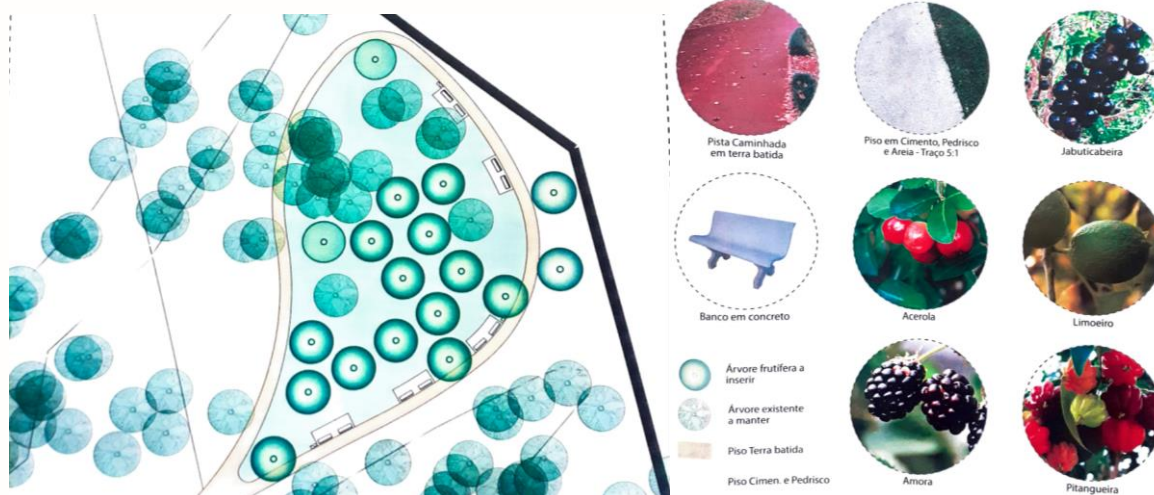 Pista Caminhada
em terra batida
Piso em Cimento, Pedrisco
e Areia - Traço 5:1
Jabuticabeira
Banco em concreto
Acerola
Limoeiro
Árvore frutífera a
inserir
Árvore existente
a manter
Piso Terra batida
Piso Cimen. e Pedrisco
Amora
Pitangueira